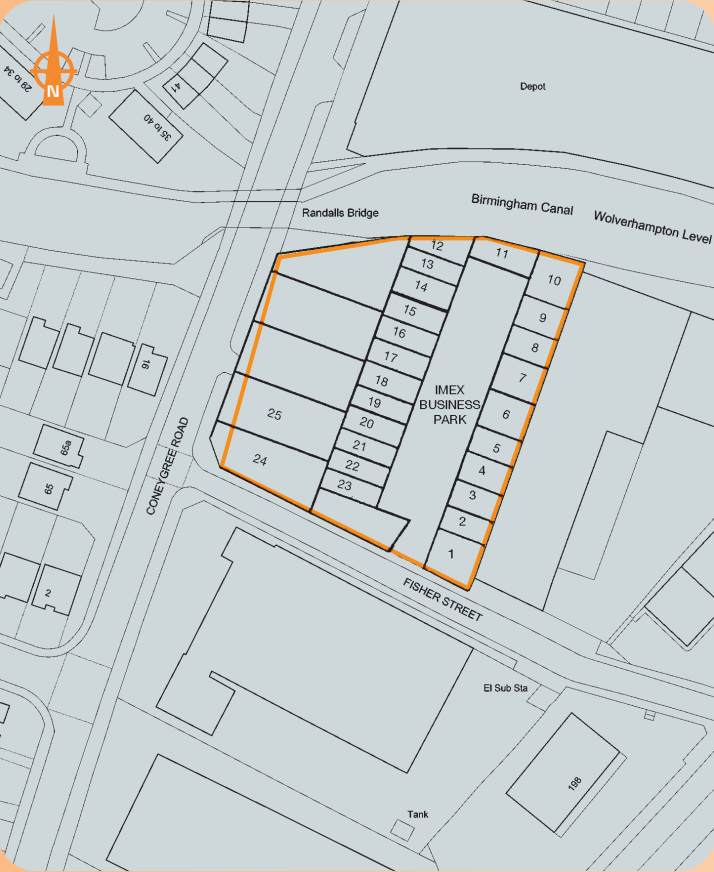 29 to 34
N
41
35 to 40
Depot
Randalls Bridge
Birmingham Canal
Wolverhampton Level
12
11
13
10
14
15
9
16
8
17
7
18
IMEX
BUSINESS
PARK
19
6
25
20
21
5
24
22
4
23
3
2
1
16
65a
65
2
CONEYGREE ROAD
FISHER STREET
El Sub Sta
198
Tank